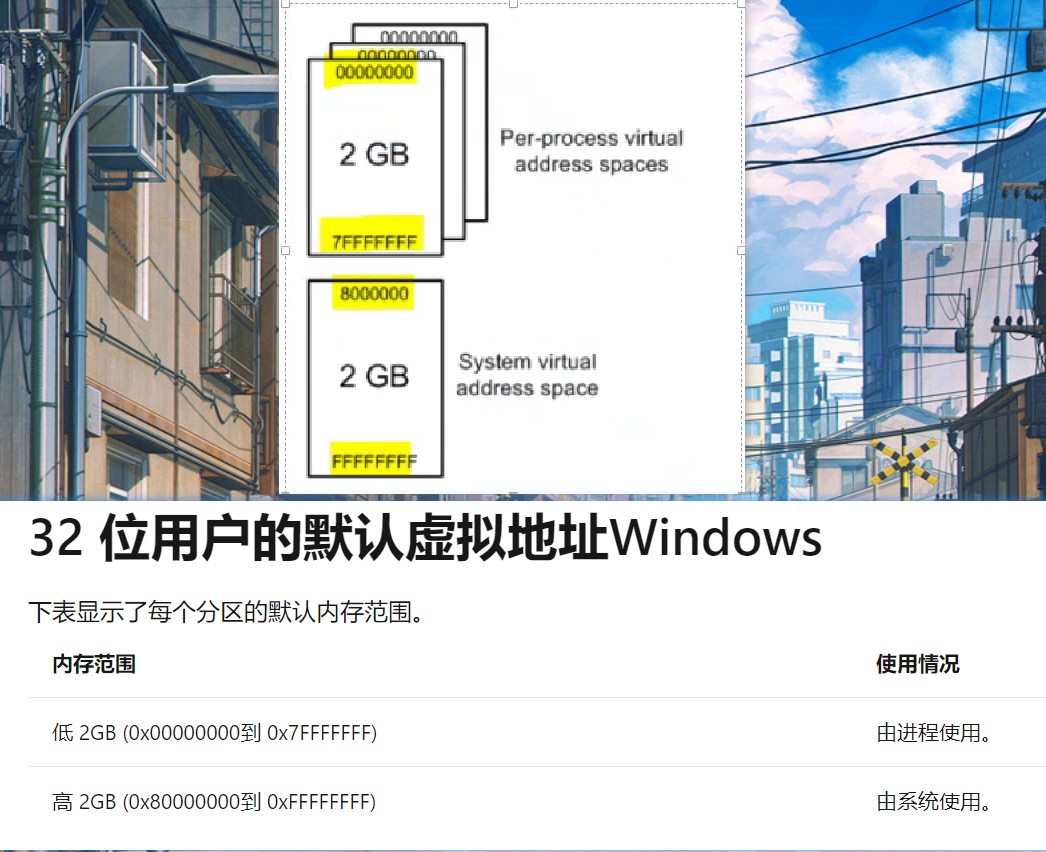 00000000
00000000
00000000
2 GB
Per-process virtual
address spaces
7FFFFFFF
8000000
2 GB
System virtual
address space
FFFFFFFF
32 位用户的默认虚拟地址Windows
下表显示了每个分区的默认内存范围。
内存范围 使用情况
低 2GB (0x00000000到 0x7FFFFFFF) 由进程使用。
高 2GB (0x80000000到 0xFFFFFFFF) 由系统使用。